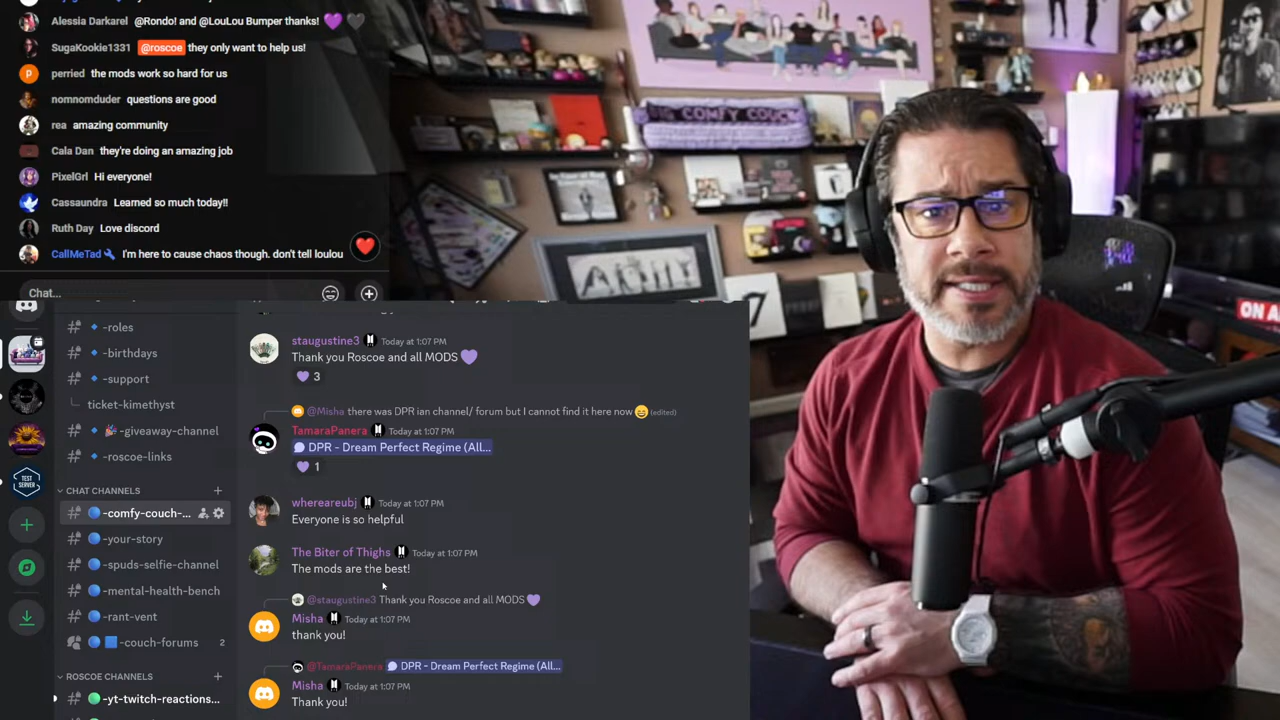 Alessia Darkarel @Rondo! and @LouLou Bumper thanks! 💜 🖤
SugaKookie1331 @roscoe they only want to help us!
perried the mods work so hard for us
nomnomduder questions are good
rea amazing community
Cala Dan they're doing an amazing job
PixelGrl Hi everyone!
Cassaundra Learned so much today!!
Ruth Day Love discord
CallMeTad I'm here to cause chaos though. don't tell loulou
Chat...
-roles
-birthdays
-support
ticket-kimethyst
-giveaway-channel
-roscoe-links
CHAT CHANNELS
-comfy-couch-...
-your-story
-spuds-selfie-channel
-mental-health-bench
-rant-vent
-couch-forums 2
ROSCOE CHANNELS
-yt-twitch-reactions...
TEST SERVER
staugustine3 Today at 1:07 PM
Thank you Roscoe and all MODS 💜
💜 3
@Misha there was DPR ian channel/ forum but I cannot find it here now 😄 (edited)
TamaraPanera Today at 1:07 PM
DPR - Dream Perfect Regime (All...
💜 1
whereareubj Today at 1:07 PM
Everyone is so helpful
The Biter of Thighs Today at 1:07 PM
The mods are the best!
@staugustine3 Thank you Roscoe and all MODS 💜
Misha Today at 1:07 PM
thank you!
@TamaraPanera DPR - Dream Perfect Regime (All...
Misha Today at 1:07 PM
Thank you!
BIG COMFY COUCH
ARMY
ON A